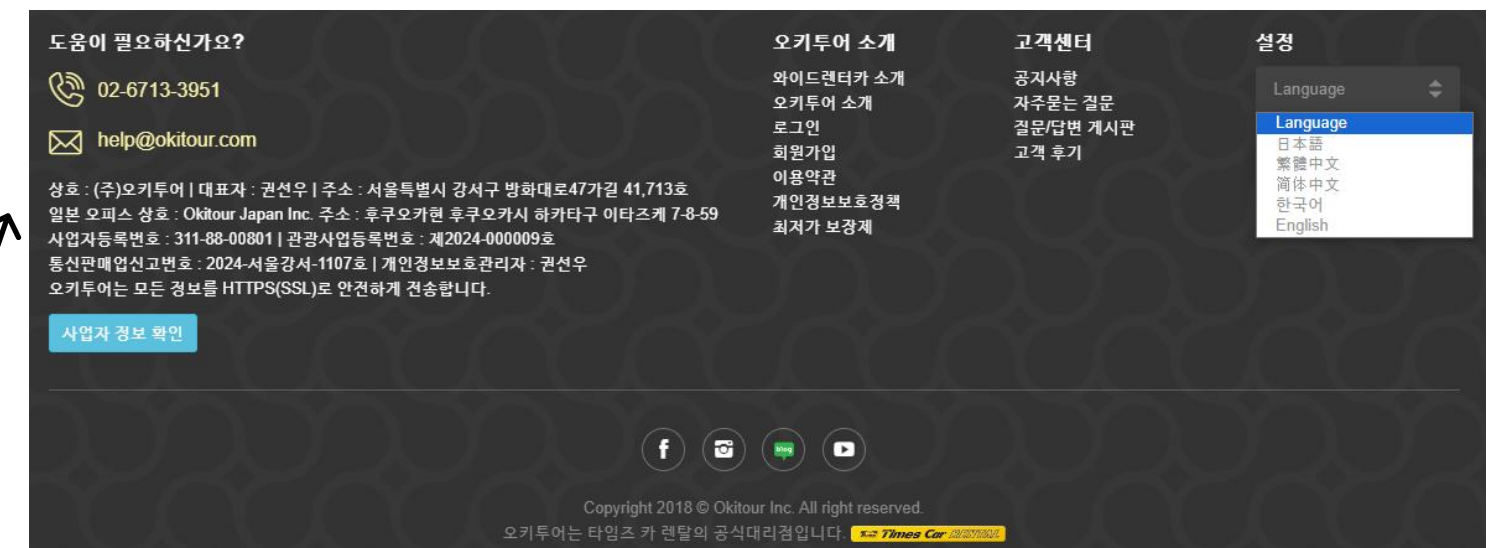 도움이 필요하신가요?
02-6713-3951
help@okitour.com
상호 : (주)오키투어 | 대표자 : 권선우 | 주소 : 서울특별시 강서구 방화대로47가길 41,713호
일본 오피스 상호 : Okitour Japan Inc. 주소 : 후쿠오카현 후쿠오카시 하카타구 이타즈케 7-8-59
사업자등록번호 : 311-88-00801 | 관광사업등록번호 : 제2024-000009호
통신판매업신고번호 : 2024-서울강서-1107호 | 개인정보보호관리자 : 권선우
오키투어는 모든 정보를 HTTPS(SSL)로 안전하게 전송합니다.
사업자 정보 확인
오키투어 소개
와이드렌터카 소개
오키투어 소개
로그인
회원가입
이용약관
개인정보보호정책
최저가 보장제
고객센터
공지사항
자주묻는 질문
질문/답변 게시판
고객 후기
설정
Language
Language
日本語
繁體中文
简体中文
한국어
English
blog
Copyright 2018 © Okitour Inc. All right reserved.
오키투어는 타임즈 카 렌탈의 공식대리점입니다. Times Car RENTAL